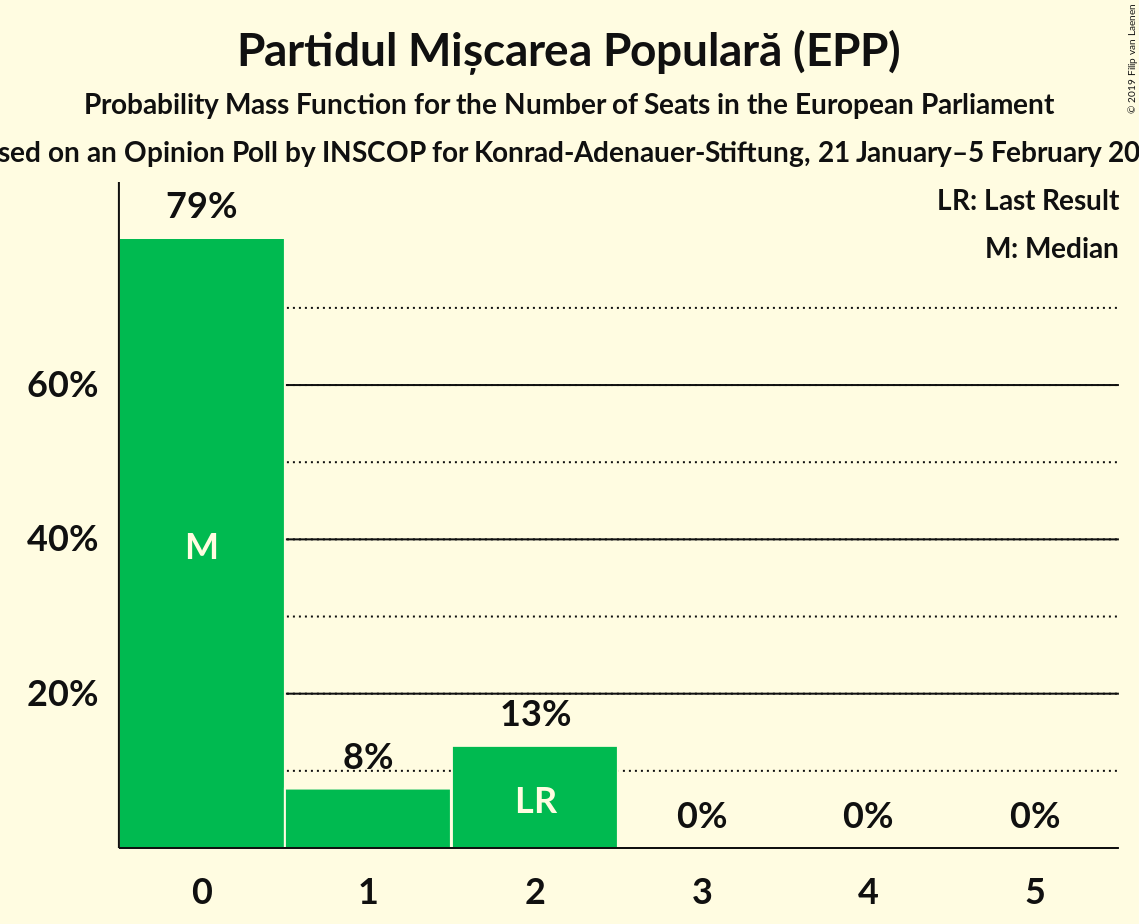 Partidul Mișcarea Populară (EPP)
Probability Mass Function for the Number of Seats in the European Parliament
sed on an Opinion Poll by INSCOP for Konrad-Adenauer-Stiftung, 21 January–5 February 20
© 2019 Filip van Laenen
LR: Last Result
M: Median
79%
60%
40%
20%
M
8%
13%
LR
0%
0%
0%
0 1 2 3 4 5